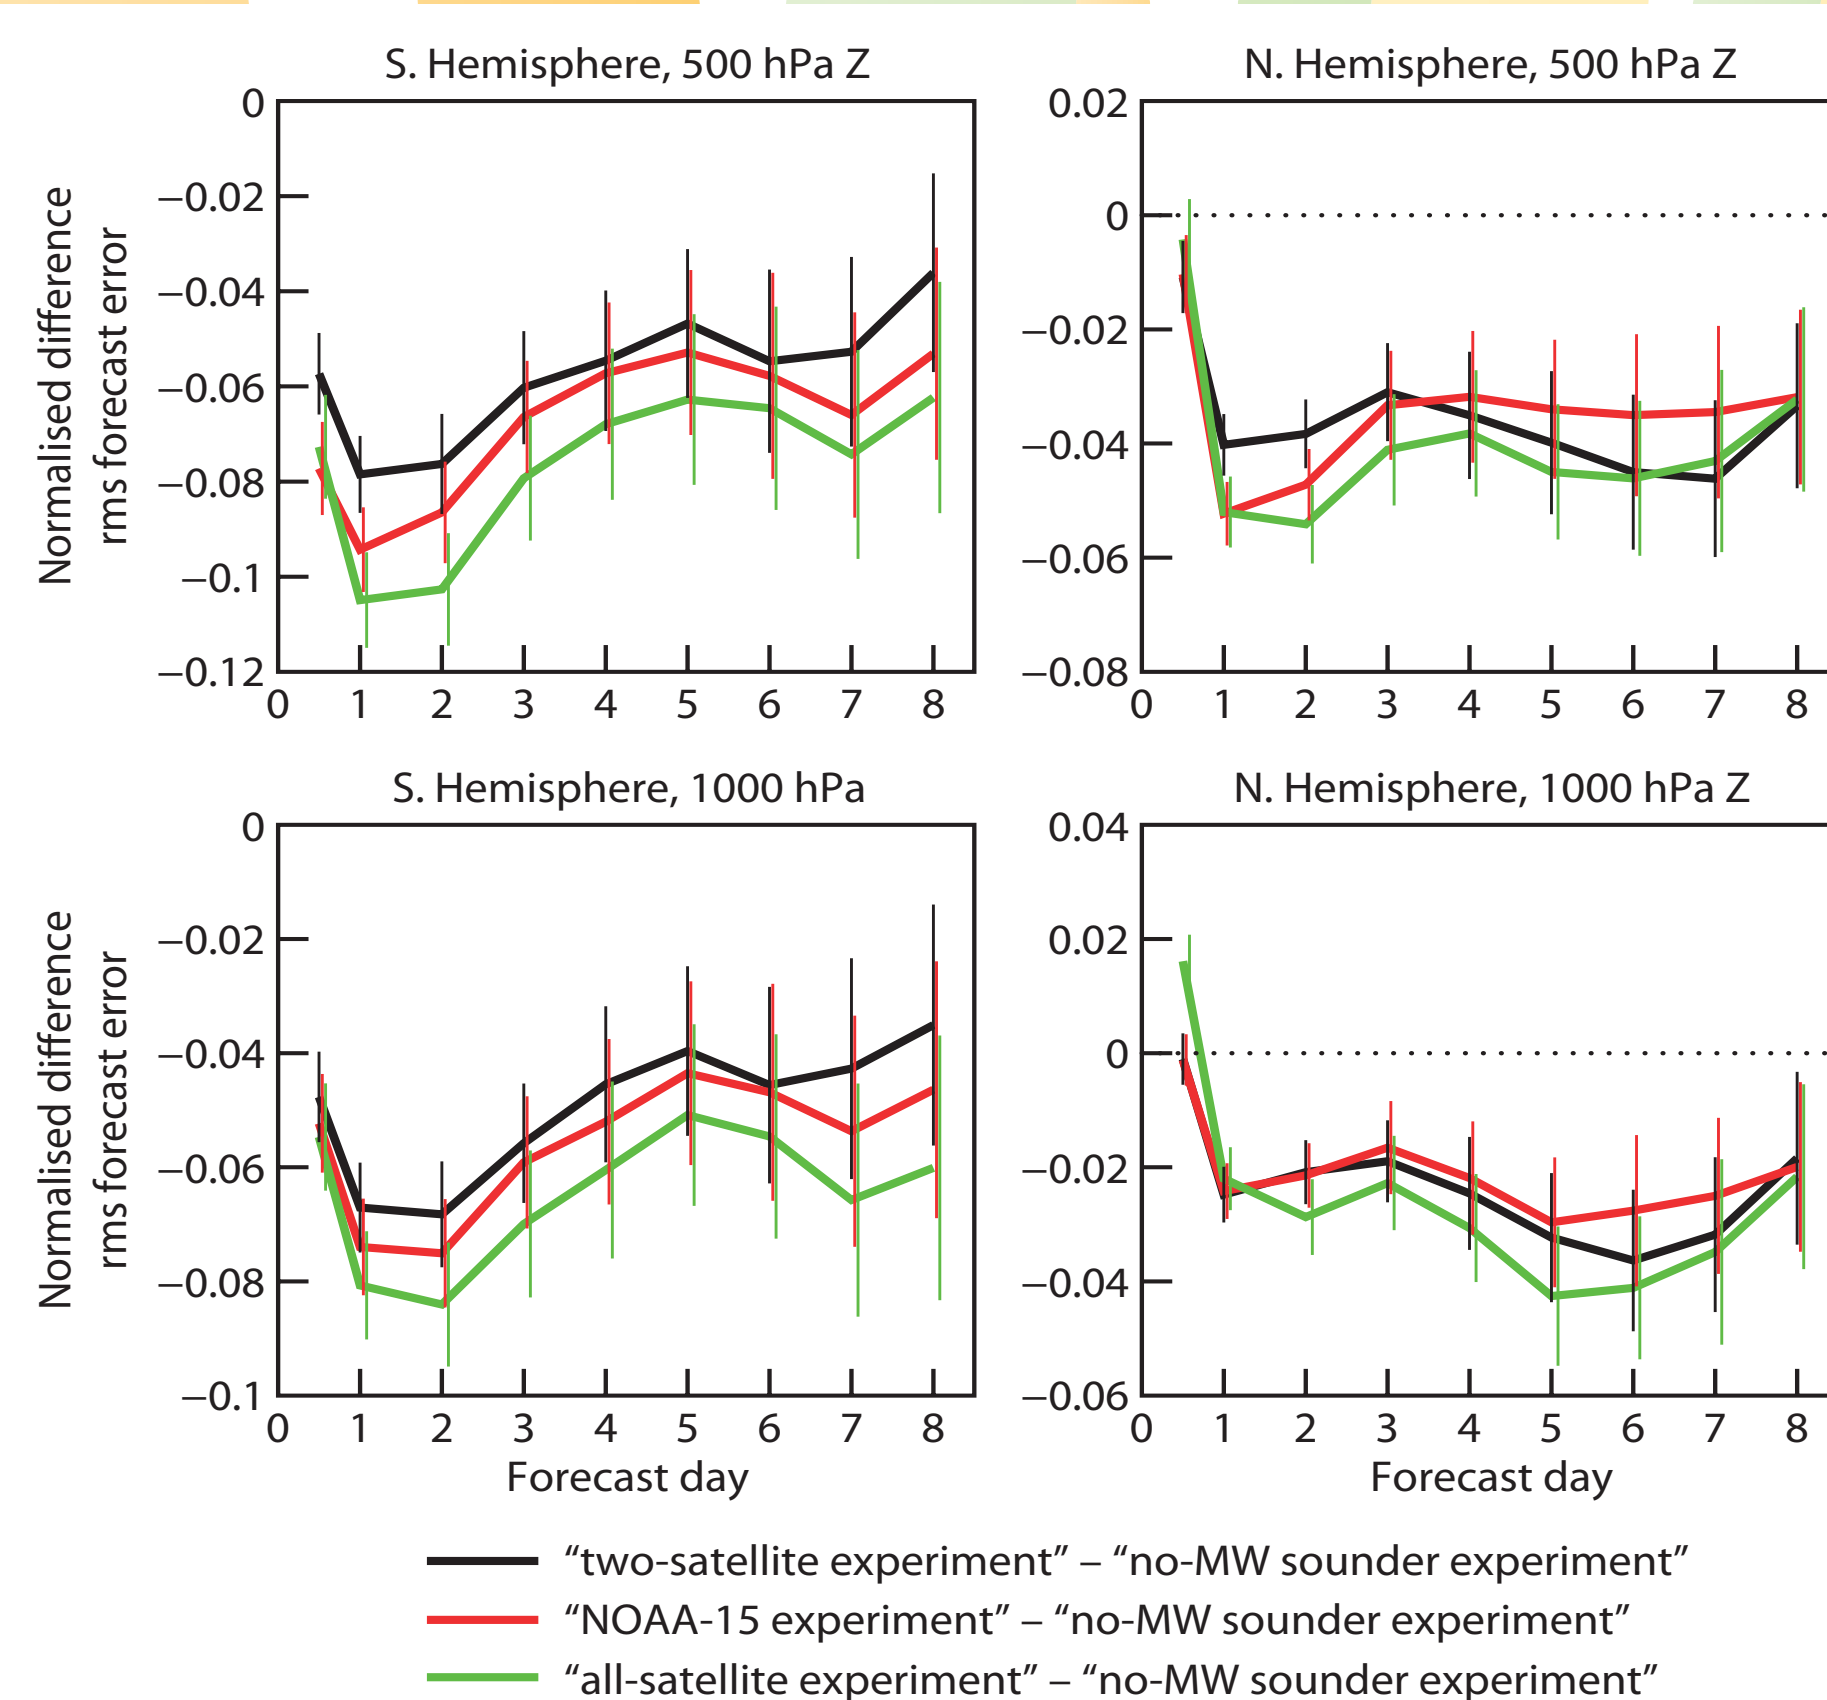 S. Hemisphere, 500 hPa Z
N. Hemisphere, 500 hPa Z
Normalised difference
rms forecast error
0
−0.02
−0.04
−0.06
−0.08
−0.1
−0.12
0 1 2 3 4 5 6 7 8
0.02
0
−0.02
−0.04
−0.06
−0.08
0 1 2 3 4 5 6 7 8
S. Hemisphere, 1000 hPa
N. Hemisphere, 1000 hPa Z
Normalised difference
rms forecast error
0
−0.02
−0.04
−0.06
−0.08
−0.1
0 1 2 3 4 5 6 7 8
Forecast day
0.04
0.02
0
−0.02
−0.04
−0.06
0 1 2 3 4 5 6 7 8
Forecast day
“two-satellite experiment” – “no-MW sounder experiment”
“NOAA-15 experiment” – “no-MW sounder experiment”
“all-satellite experiment” – “no-MW sounder experiment”